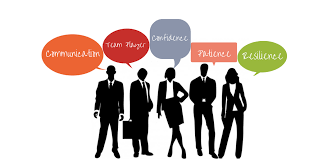 Communication
Team Player
Confidence
Patience
Resilience